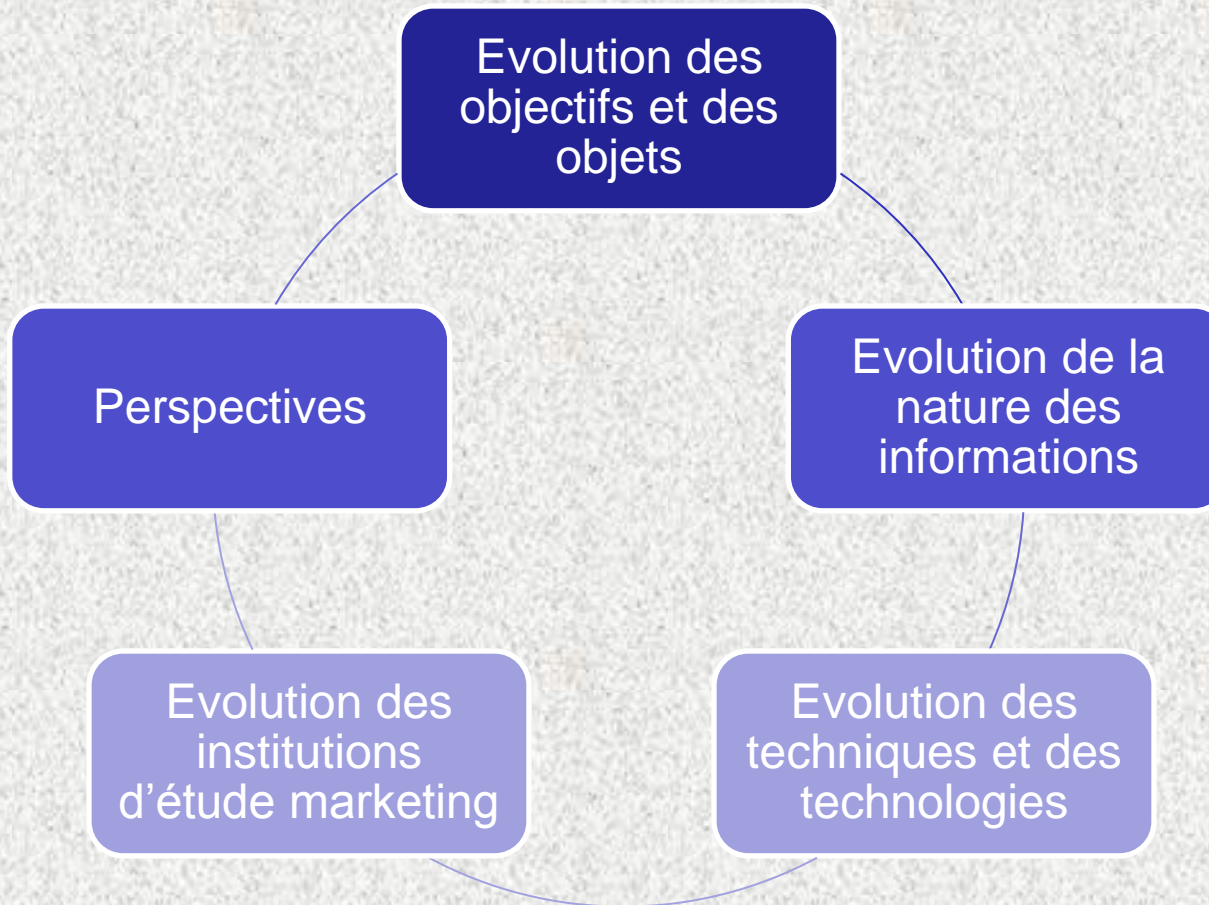 Evolution des
objectifs et des
objets
Evolution de la
nature des
informations
Evolution des
techniques et des
technologies
Evolution des
institutions
d’étude marketing
Perspectives